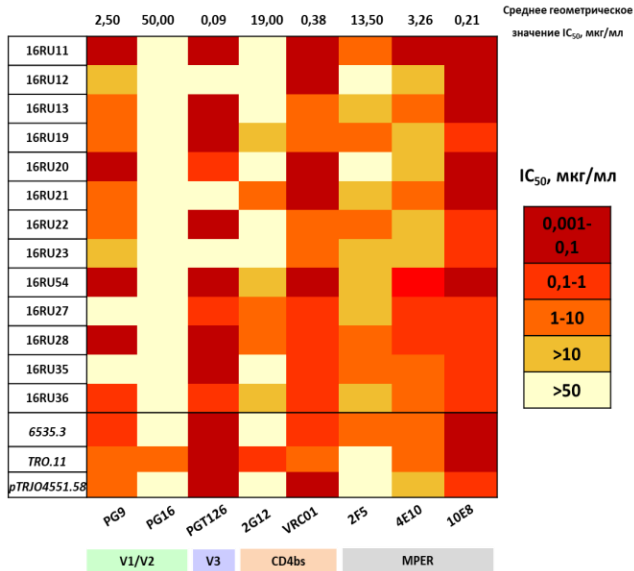 2,50 50,00 0,09 19,00 0,38 13,50 3,26 0,21
Среднее геометрическое
значение IC₅₀, мкг/мл
16RU11
16RU12
16RU13
16RU19
16RU20
16RU21
16RU22
16RU23
16RU54
16RU27
16RU28
16RU35
16RU36
6535.3
TRO.11
pTRJO4551.58
PG9 PG16 PGT126 2G12 VRC01 2F5 4E10 10E8
V1/V2 V3 CD4bs MPER
IC₅₀, мкг/мл
0,001-
0,1
0,1-1
1-10
>10
>50